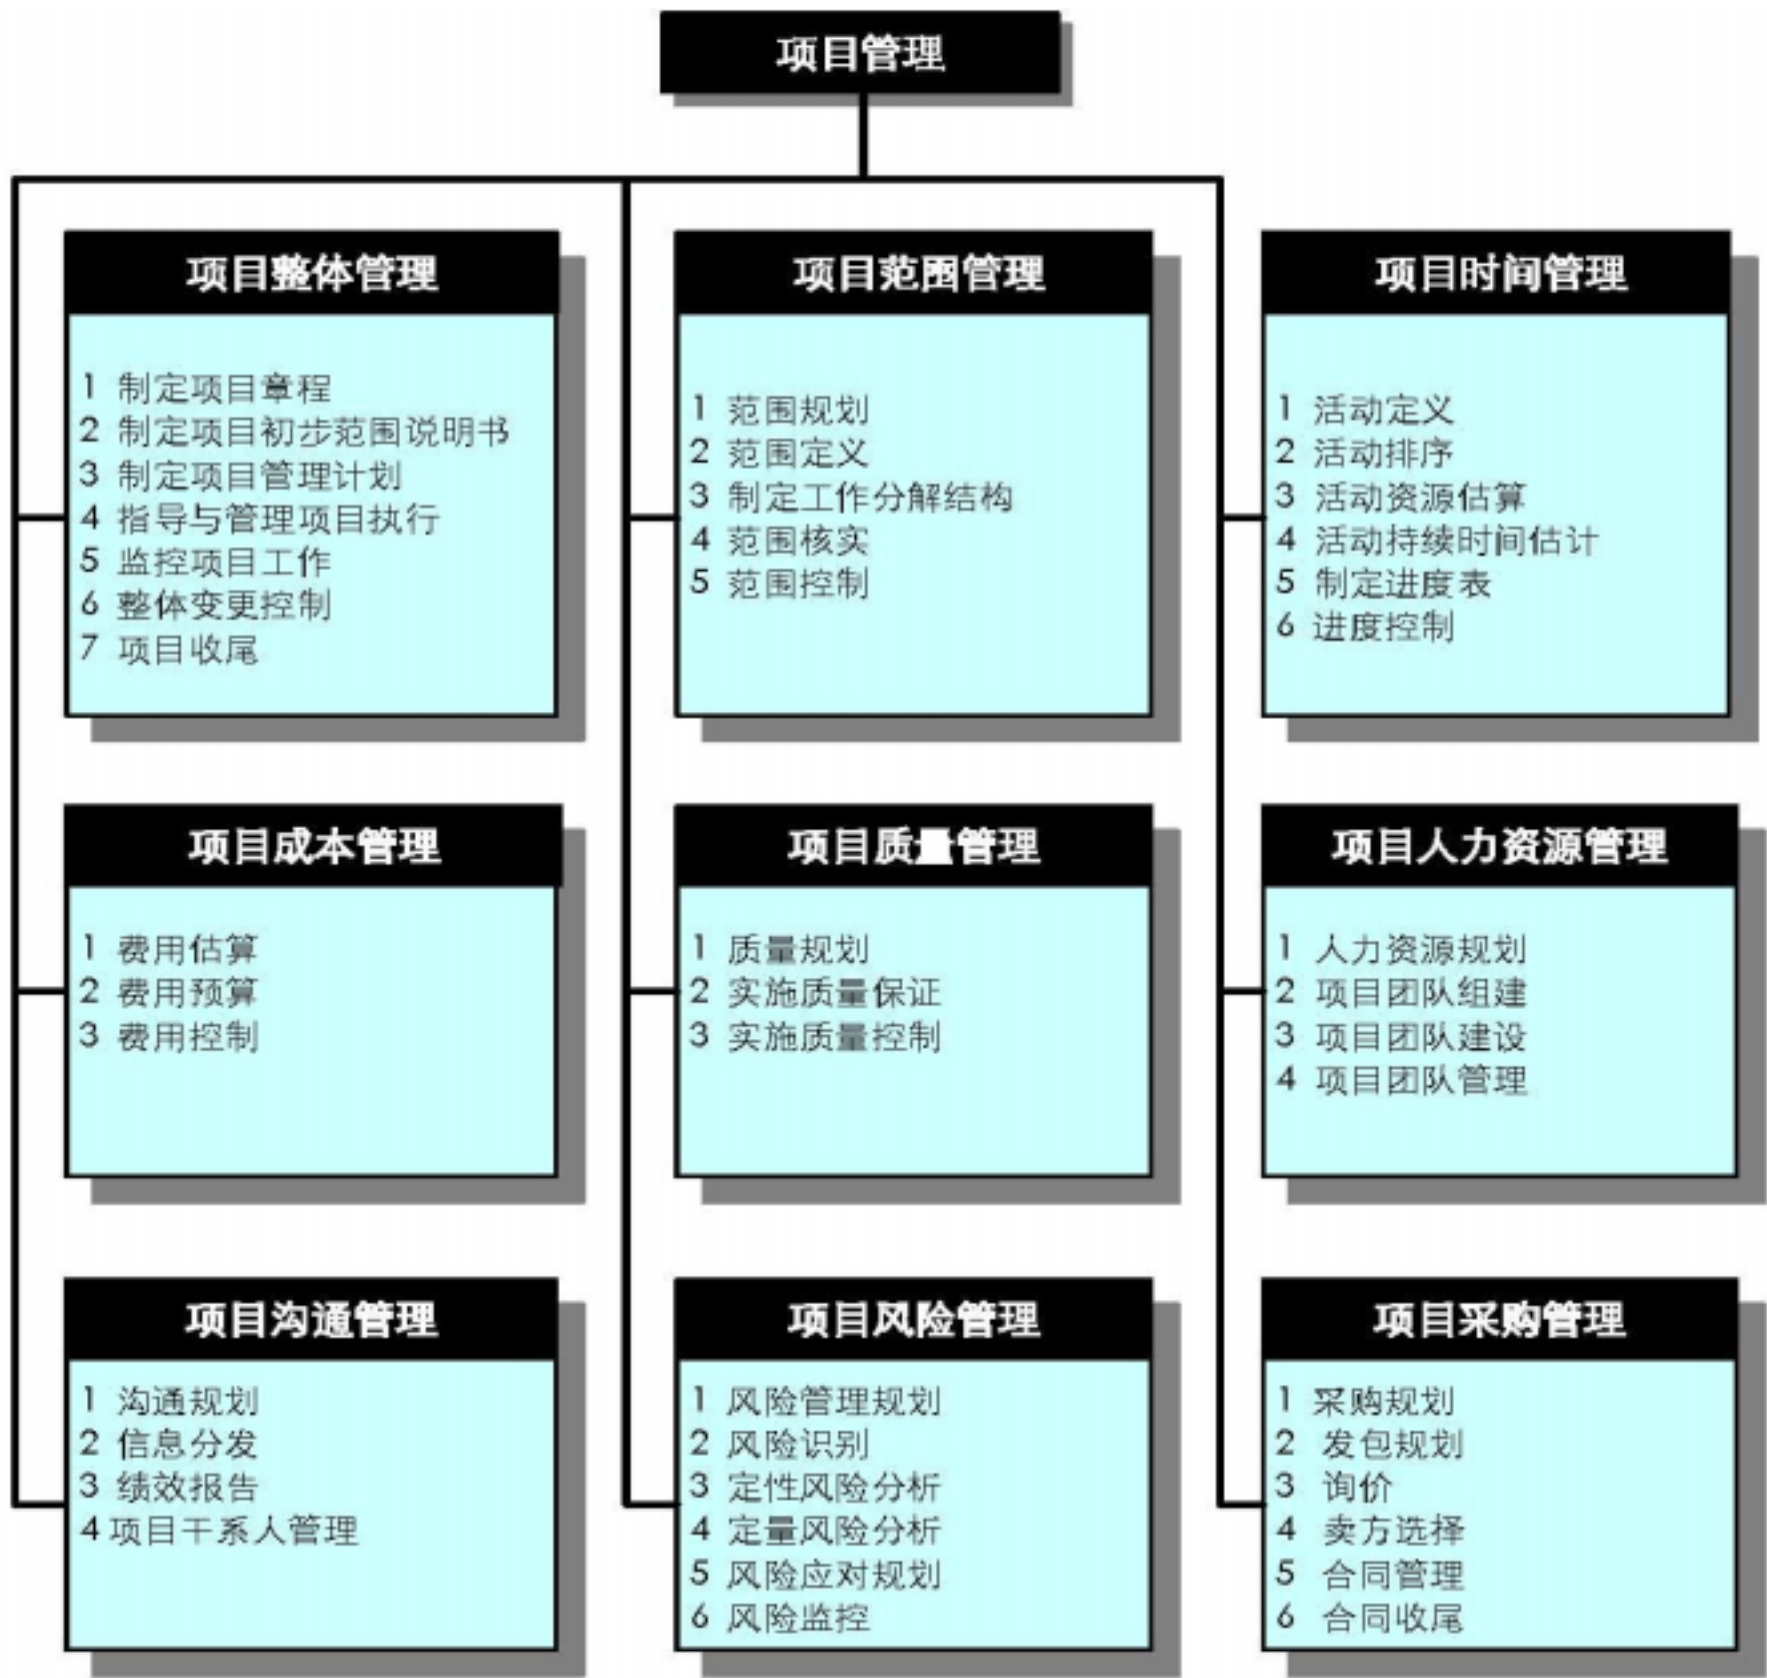 项目管理
项目整体管理
1 制定项目章程
2 制定项目初步范围说明书
3 制定项目管理计划
4 指导与管理项目执行
5 监控项目工作
6 整体变更控制
7 项目收尾
项目范围管理
1 范围规划
2 范围定义
3 制定工作分解结构
4 范围核实
5 范围控制
项目时间管理
1 活动定义
2 活动排序
3 活动资源估算
4 活动持续时间估计
5 制定进度表
6 进度控制
项目成本管理
1 费用估算
2 费用预算
3 费用控制
项目质量管理
1 质量规划
2 实施质量保证
3 实施质量控制
项目人力资源管理
1 人力资源规划
2 项目团队组建
3 项目团队建设
4 项目团队管理
项目沟通管理
1 沟通规划
2 信息分发
3 绩效报告
4 项目干系人管理
项目风险管理
1 风险管理规划
2 风险识别
3 定性风险分析
4 定量风险分析
5 风险应对规划
6 风险监控
项目采购管理
1 采购规划
2 发包规划
3 询价
4 卖方选择
5 合同管理
6 合同收尾